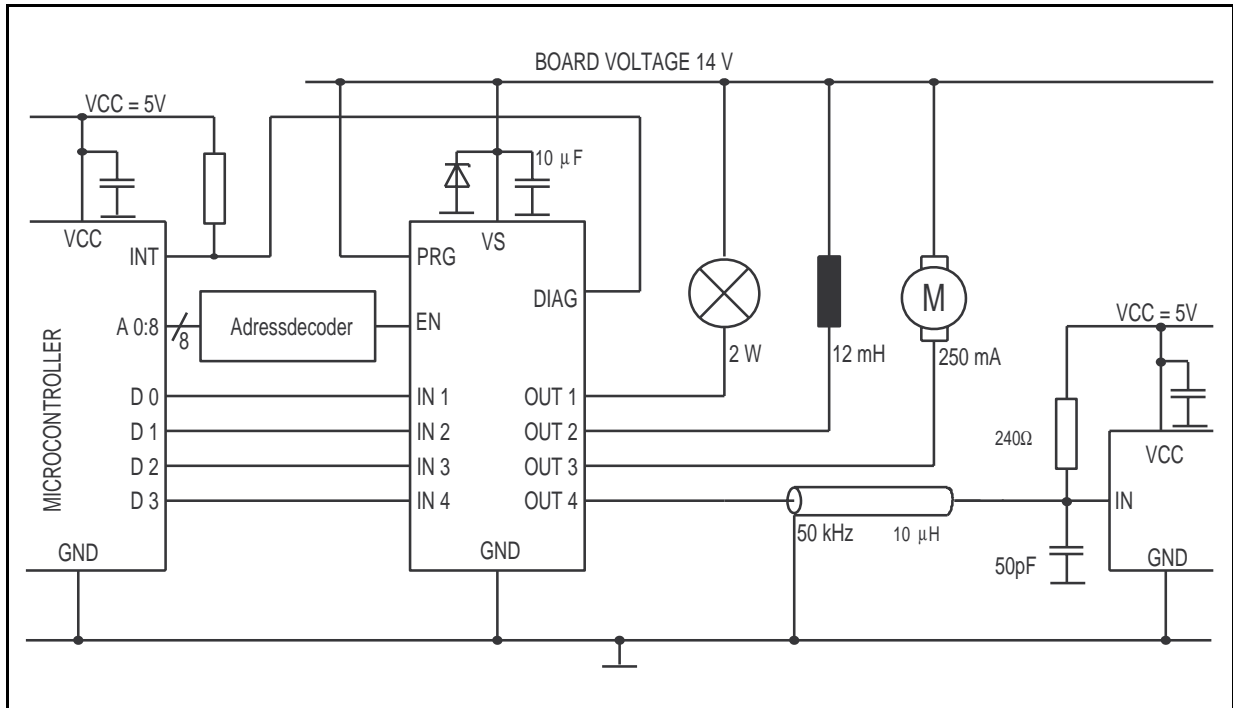 BOARD VOLTAGE 14 V
VCC = 5V
10 µF
VCC
INT
A 0:8
8
Adressdecoder
MICROCONTROLLER
D 0
D 1
D 2
D 3
GND
VS
PRG
DIAG
EN
IN 1
IN 2
IN 3
IN 4
OUT 1
OUT 2
OUT 3
OUT 4
GND
2 W
12 mH
M
250 mA
50 kHz
10 µH
VCC = 5V
240Ω
50pF
VCC
IN
GND